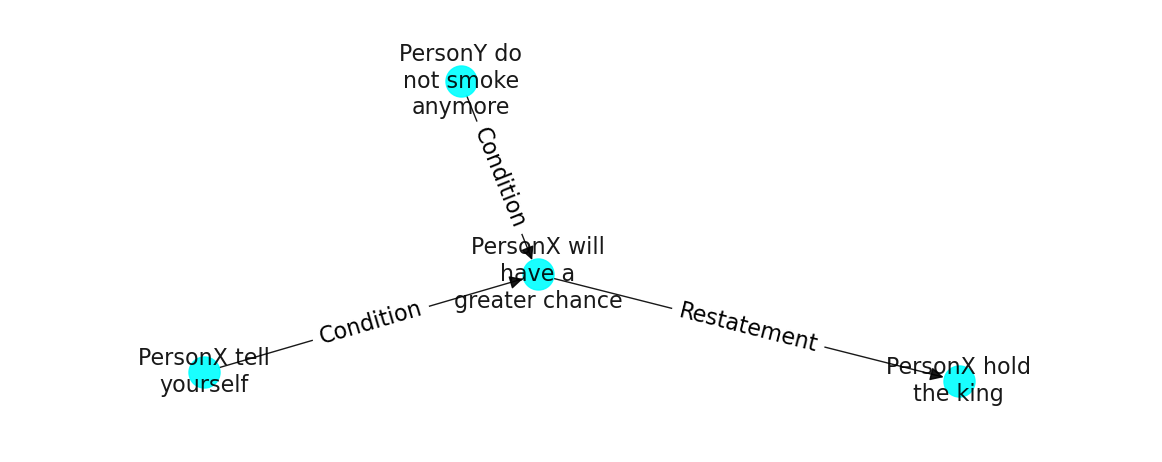 PersonY do
not smoke
anymore
Condition
PersonX will
have a
greater chance
Condition
Restatement
PersonX tell
yourself
PersonX hold
the king